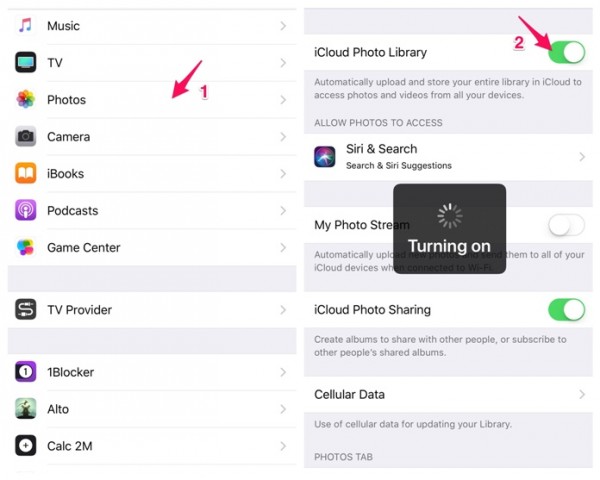 Music
TV
Photos
1
Camera
iBooks
Podcasts
Game Center
TV Provider
1Blocker
Alto
Calc 2M
2
iCloud Photo Library
Automatically upload and store your entire library in iCloud to
access photos and videos from all your devices.
ALLOW PHOTOS TO ACCESS
Siri & Search
Search & Siri Suggestions
My Photo Stream
Turning on
Automatically upload new photos and send them to all of your
iCloud devices when connected to Wi-Fi.
iCloud Photo Sharing
Create albums to share with other people, or subscribe to
other people's shared albums.
Cellular Data
Use of cellular data for updating your Library.
PHOTOS TAB